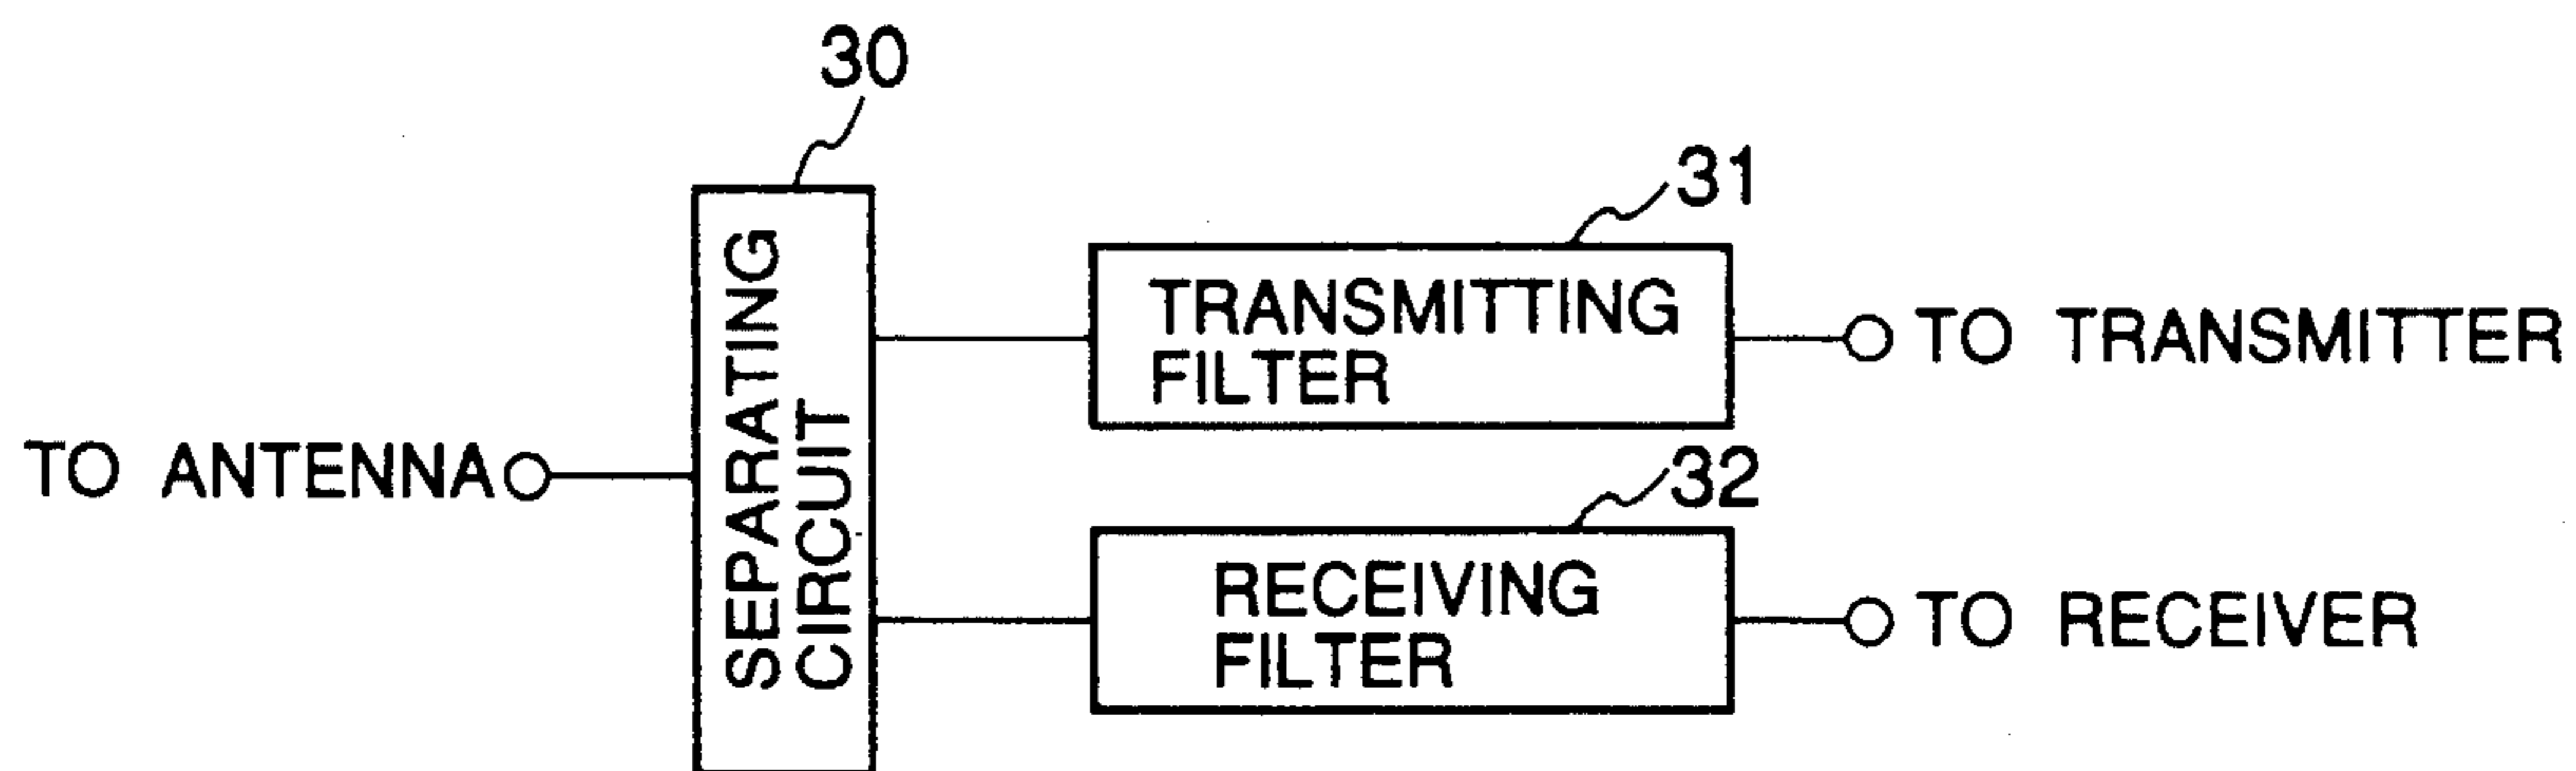 30
31
TRANSMITTING
FILTER
TO TRANSMITTER
SEPARATING
CIRCUIT
TO ANTENNA
32
RECEIVING
FILTER
TO RECEIVER